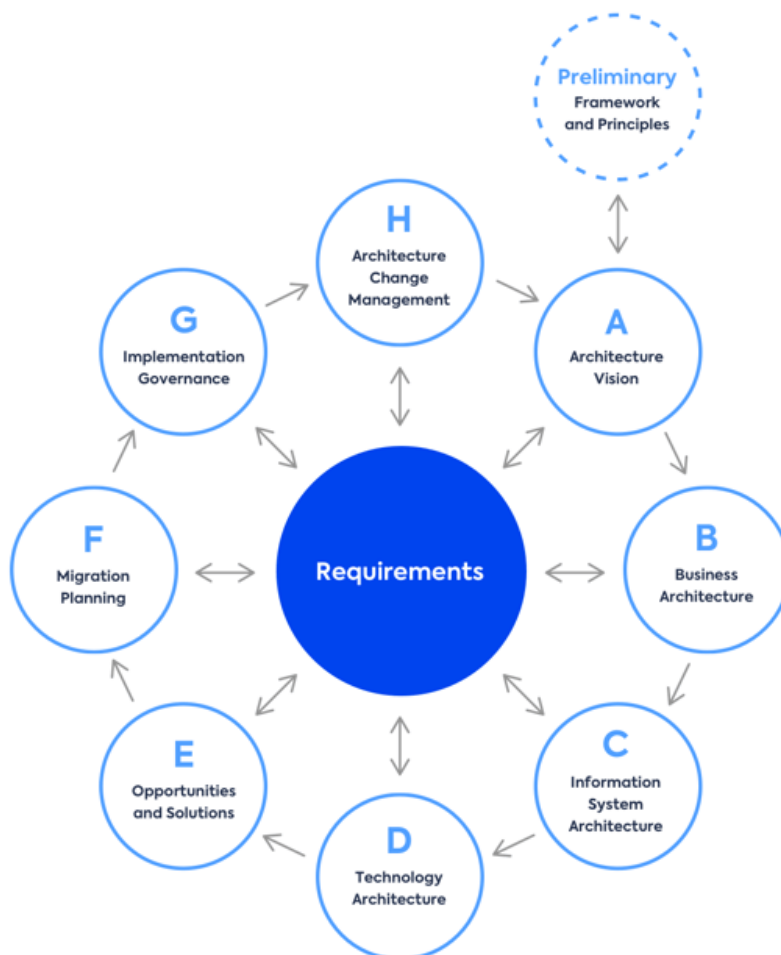 Preliminary
Framework
and Principles
H
Architecture
Change
Management
A
Architecture
Vision
B
Business
Architecture
C
Information
System
Architecture
D
Technology
Architecture
E
Opportunities
and Solutions
F
Migration
Planning
G
Implementation
Governance
Requirements